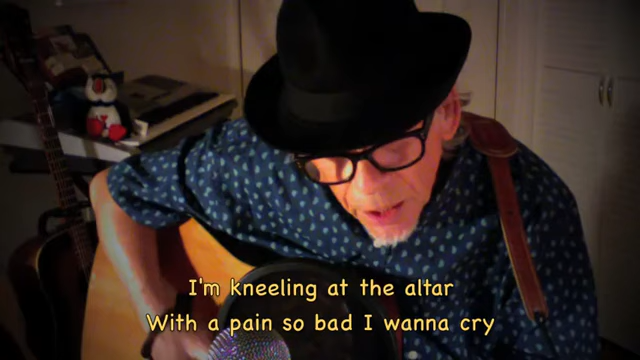 I'm kneeling at the altar
With a pain so bad I wanna cry